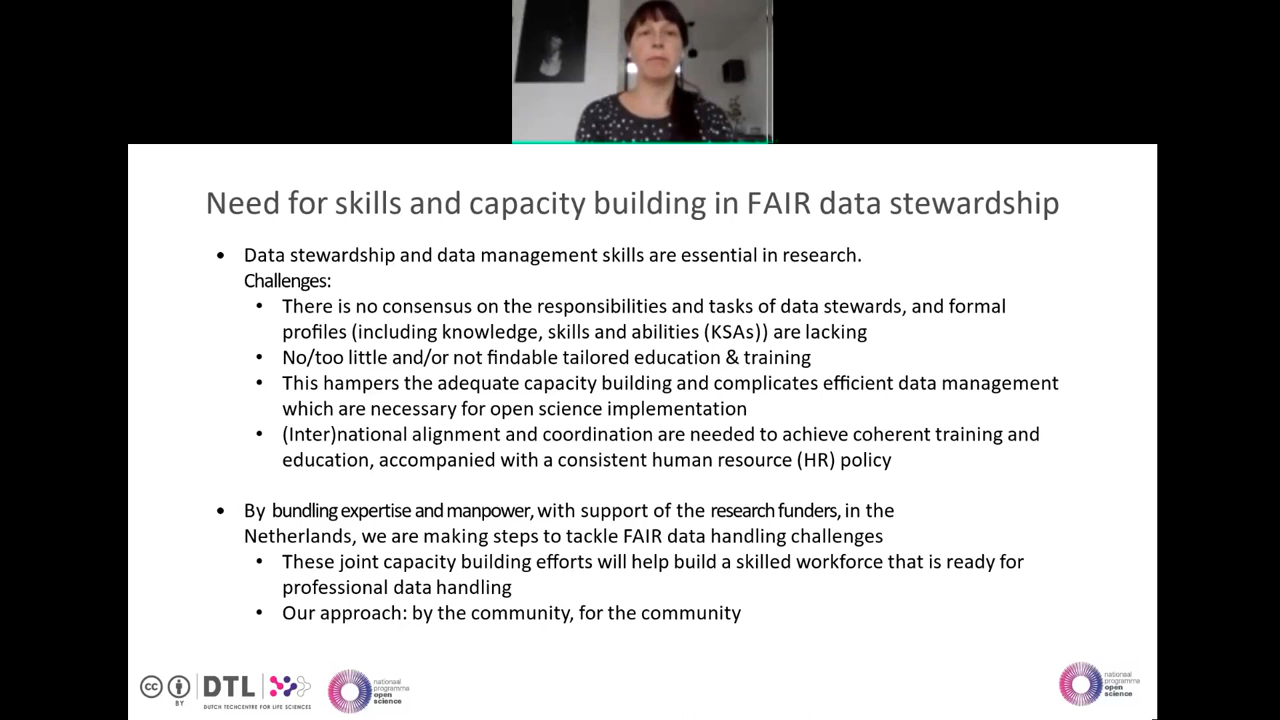 Need for skills and capacity building in FAIR data stewardship
• Data stewardship and data management skills are essential in research.
Challenges:
• There is no consensus on the responsibilities and tasks of data stewards, and formal
profiles (including knowledge, skills and abilities (KSAs)) are lacking
• No/too little and/or not findable tailored education & training
• This hampers the adequate capacity building and complicates efficient data management
which are necessary for open science implementation
• (Inter)national alignment and coordination are needed to achieve coherent training and
education, accompanied with a consistent human resource (HR) policy
• By bundling expertise and manpower, with support of the research funders, in the
Netherlands, we are making steps to tackle FAIR data handling challenges
• These joint capacity building efforts will help build a skilled workforce that is ready for
professional data handling
• Our approach: by the community, for the community
CC BY
DTL
DUTCH TECHCENTRE FOR LIFE SCIENCES
nationaal
programma
open
science
nationaal
programma
open
science